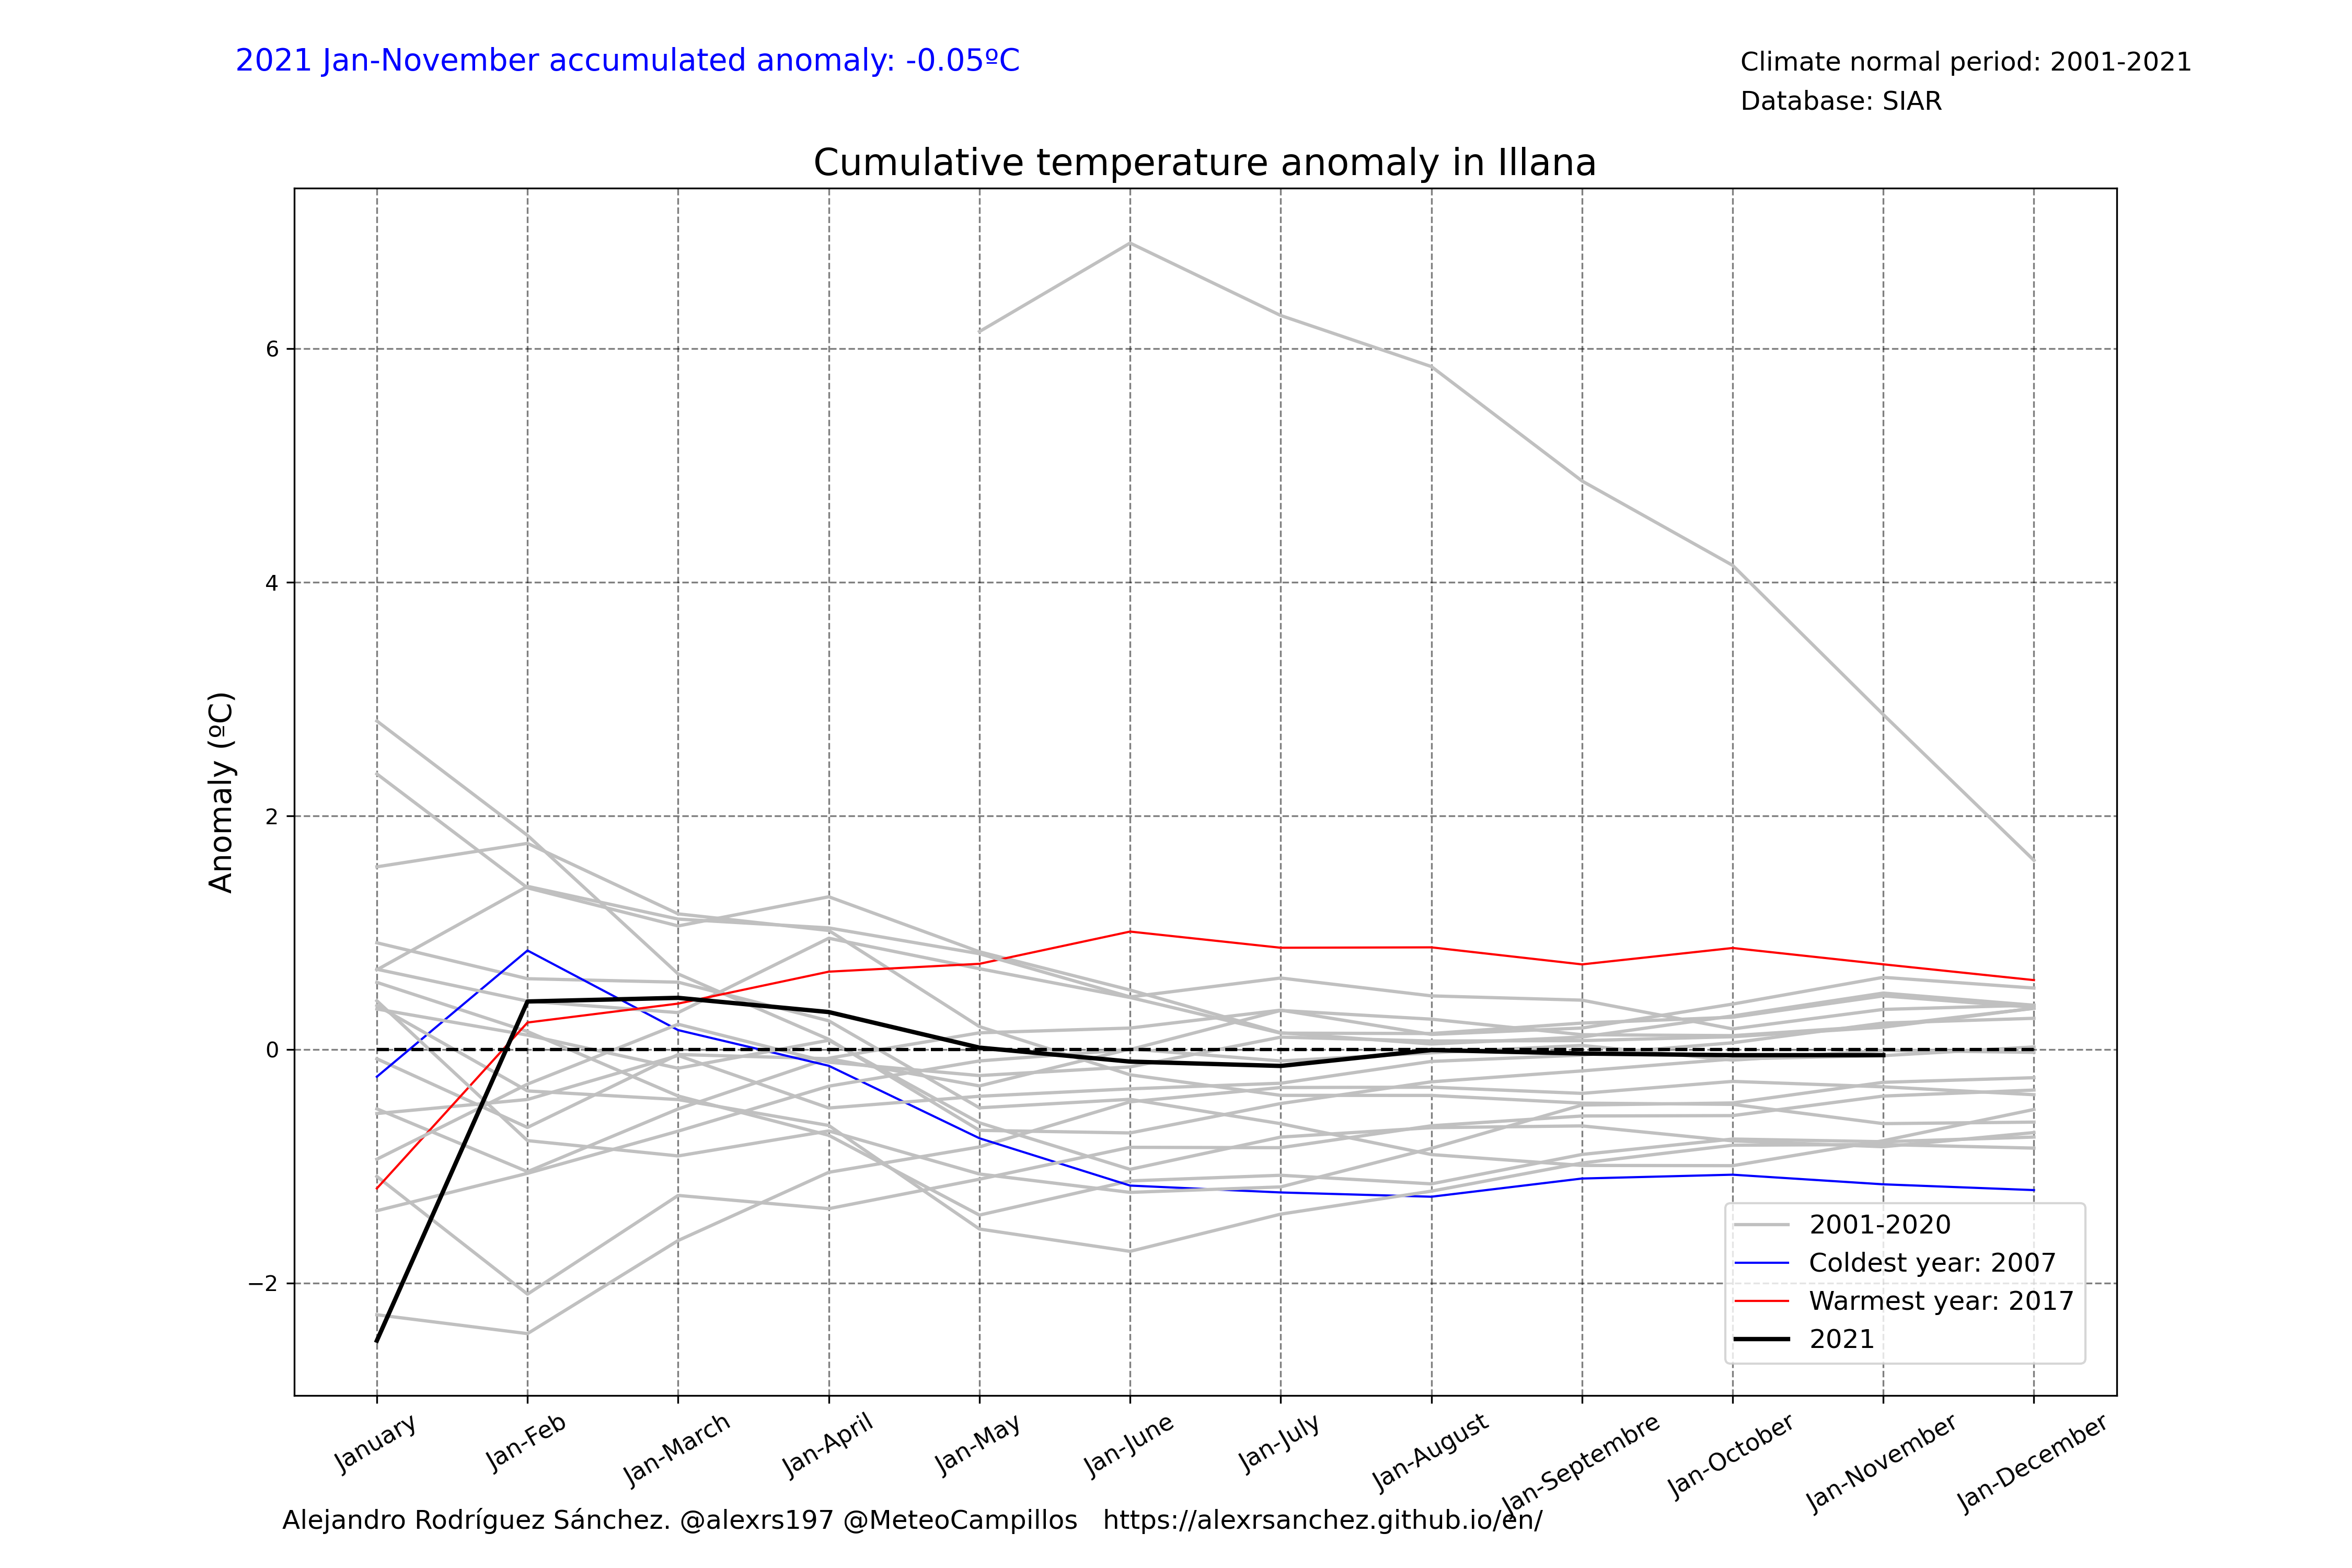 2021 Jan-November accumulated anomaly: -0.05ºC
Climate normal period: 2001-2021
Database: SIAR
Cumulative temperature anomaly in Illana
Anomaly (ºC)
6
4
2
0
−2
2001-2020
Coldest year: 2007
Warmest year: 2017
2021
January
Jan-Feb
Jan-March
Jan-April
Jan-May
Jan-June
Jan-July
Jan-August
Jan-Septembre
Jan-October
Jan-November
Jan-December
Alejandro Rodríguez Sánchez. @alexrs197 @MeteoCampillos   https://alexrsanchez.github.io/en/